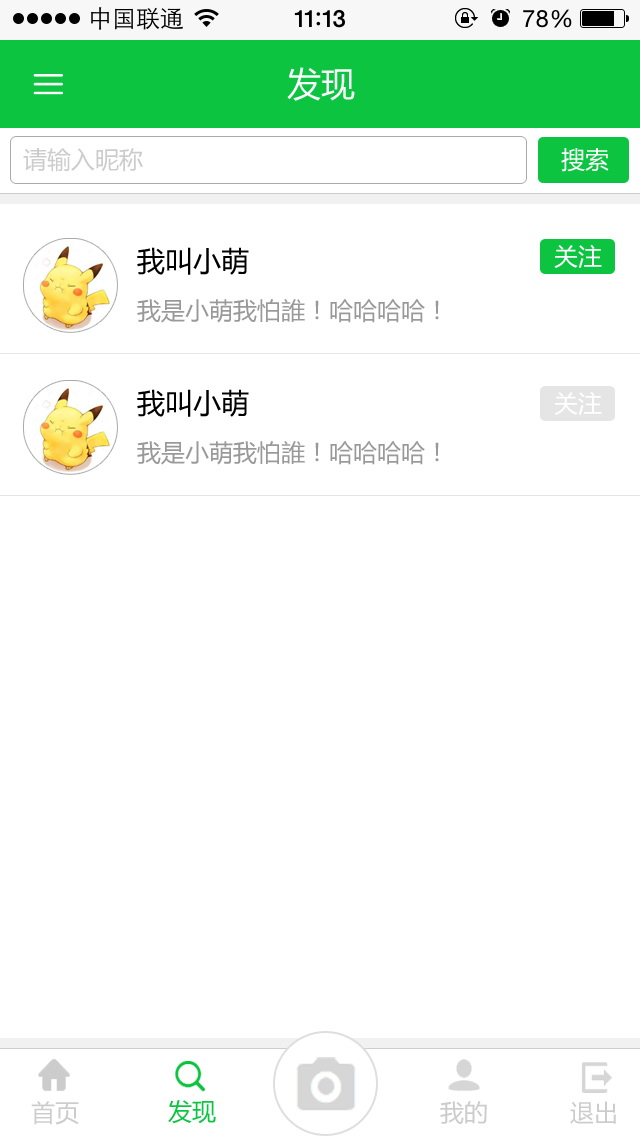 中国联通 11:13 78%
发现
请输入昵称 搜索
我叫小萌 关注
我是小萌我怕誰！哈哈哈哈！
我叫小萌 关注
我是小萌我怕誰！哈哈哈哈！
首页 发现 我的 退出